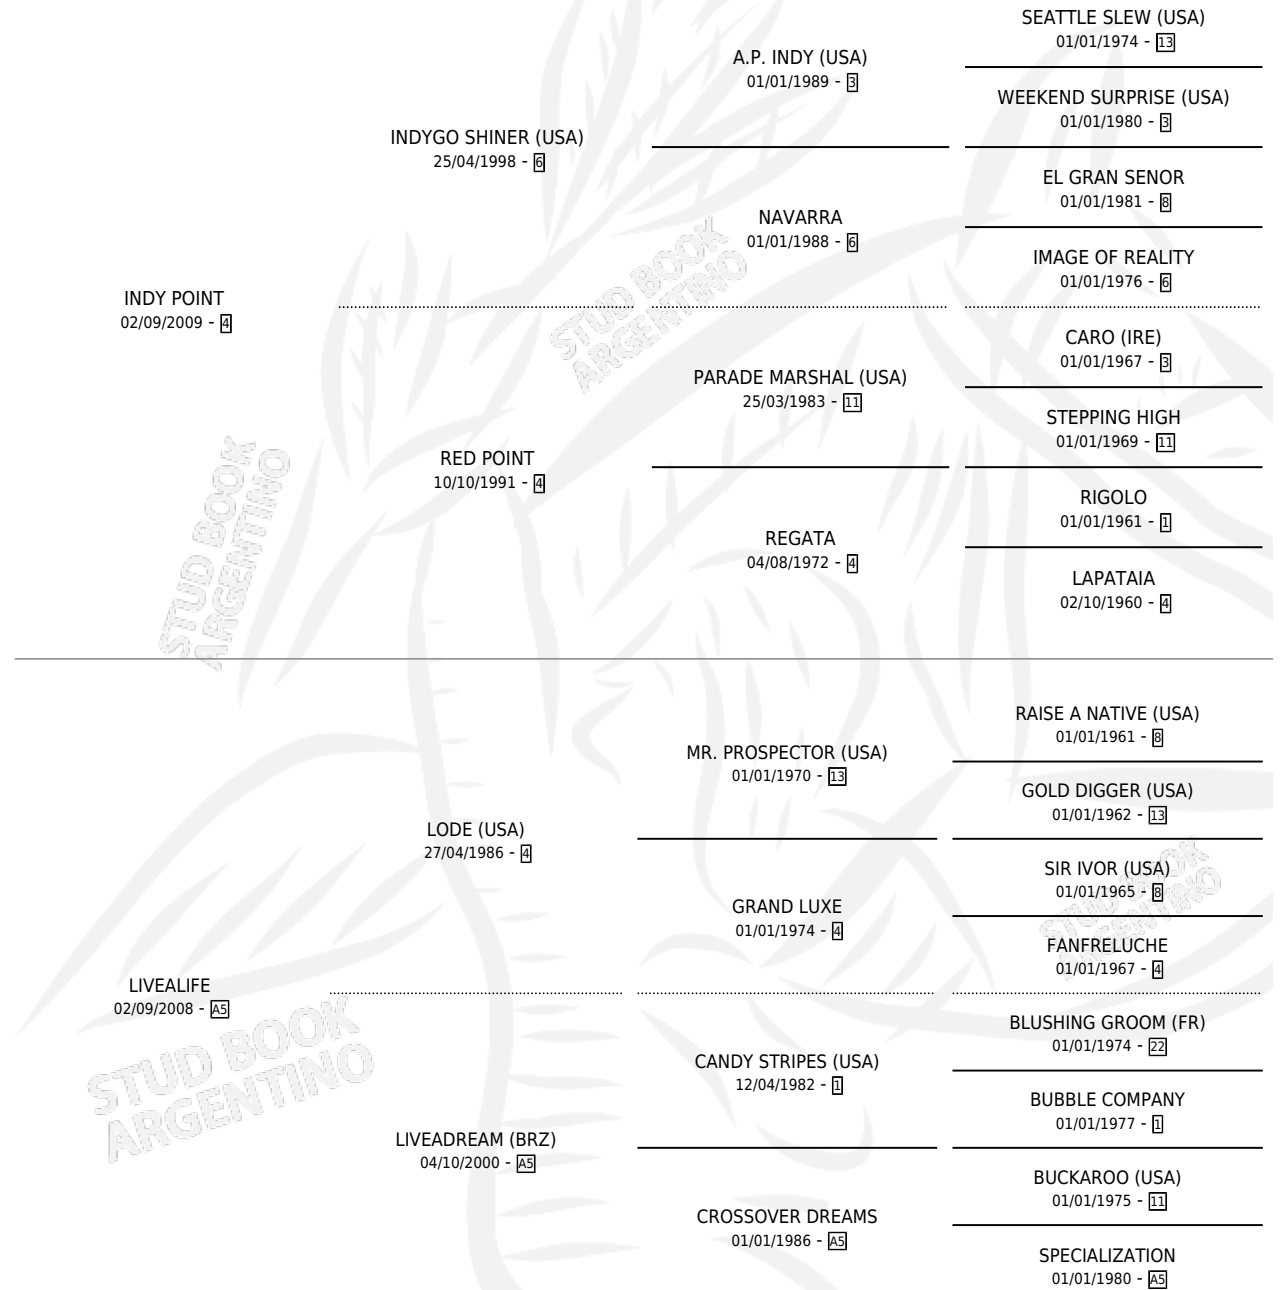 SEATTLE SLEW (USA)
01/01/1974 - 13
A.P. INDY (USA)
01/01/1989 - 3
WEEKEND SURPRISE (USA)
01/01/1980 - 3
INDYGO SHINER (USA)
25/04/1998 - 6
EL GRAN SENOR
01/01/1981 - 8
NAVARRA
01/01/1988 - 6
IMAGE OF REALITY
01/01/1976 - 6
INDY POINT
02/09/2009 - 4
CARO (IRE)
01/01/1967 - 3
PARADE MARSHAL (USA)
25/03/1983 - 11
STEPPING HIGH
01/01/1969 - 11
RED POINT
10/10/1991 - 4
RIGOLO
01/01/1961 - 1
REGATA
04/08/1972 - 4
LAPATAIA
02/10/1960 - 4
RAISE A NATIVE (USA)
01/01/1961 - 8
MR. PROSPECTOR (USA)
01/01/1970 - 13
GOLD DIGGER (USA)
01/01/1962 - 13
LODE (USA)
27/04/1986 - 4
SIR IVOR (USA)
01/01/1965 - 8
GRAND LUXE
01/01/1974 - 4
FANFRELUCHE
01/01/1967 - 4
LIVEALIFE
02/09/2008 - A5
BLUSHING GROOM (FR)
01/01/1974 - 22
CANDY STRIPES (USA)
12/04/1982 - 1
BUBBLE COMPANY
01/01/1977 - 1
LIVEADREAM (BRZ)
04/10/2000 - A5
BUCKAROO (USA)
01/01/1975 - 11
CROSSOVER DREAMS
01/01/1986 - A5
SPECIALIZATION
01/01/1980 - A5
STUD BOOK
ARGENTINO
STUD BOOK
ARGENTINO
STUD BOOK
ARGENTINO
STUD BOOK
ARGENTINO